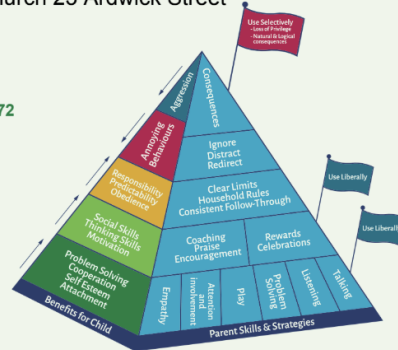 hurch 23 Ardwick Street
72
Use Selectively
- Loss of Privilege
- Natural & Logical
consequences
Aggression
Consequences
Annoying
Behaviours
Ignore
Distract
Redirect
Use Liberally
Responsibility
Predictability
Obedience
Clear Limits
Household Rules
Consistent Follow-Through
Use Liberally
Social Skills
Thinking Skills
Motivation
Coaching
Praise
Encouragement
Rewards
Celebrations
Problem Solving
Cooperation
Self Esteem
Attachment
Empathy
Attention
and
involvement
Play
Problem
Solving
Listening
Talking
Benefits for Child
Parent Skills & Strategies